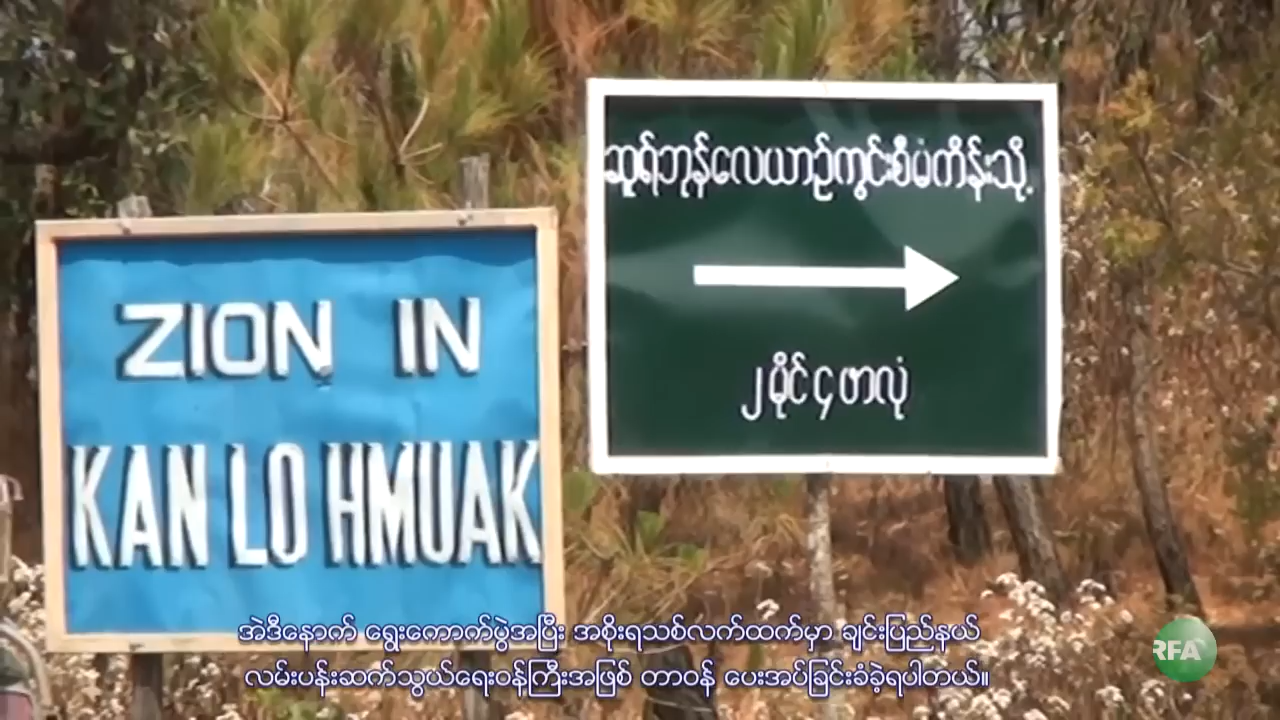 ZION IN
KAN LO HMUAK
ဆူရ်ဘုန်လေယာဉ်ကွင်းစီမံကိန်းသို့
၂ မိုင် ၄ ဖာလုံ
အဲဒီနောက် ရွေးကောက်ပွဲအပြီး အစိုးရသစ်လက်ထက်မှာ ချင်းပြည်နယ်
လမ်းပန်းဆက်သွယ်ရေးဝန်ကြီးအဖြစ် တာဝန် ပေးအပ်ခြင်းခံခဲ့ရပါတယ်။
RFA